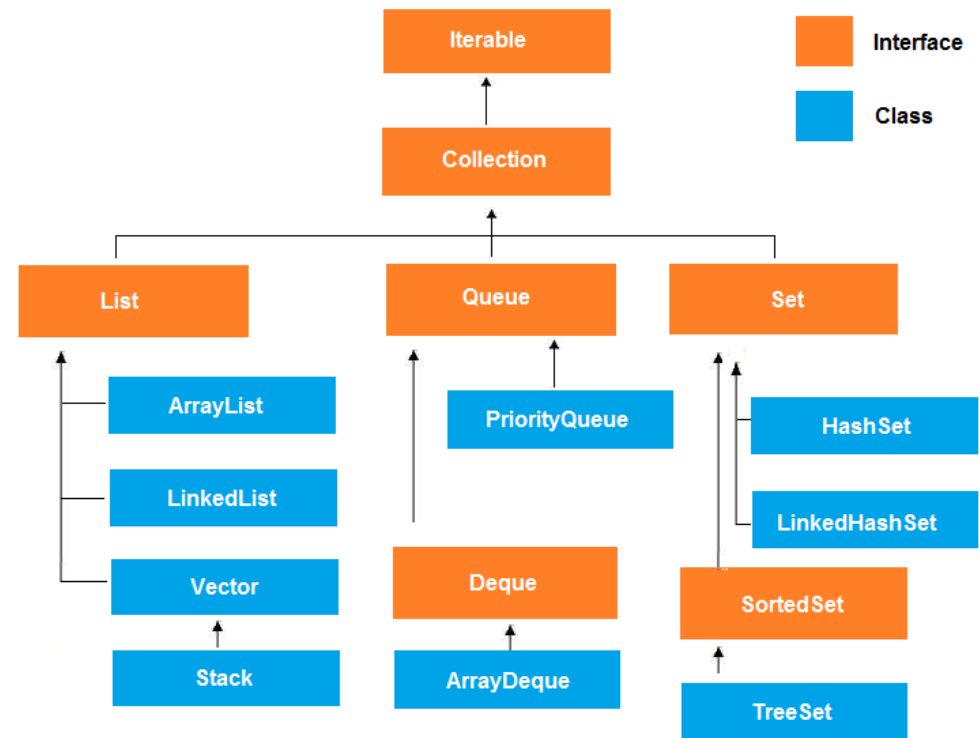 Iterable
Interface
Class
Collection
List
Queue
Set
ArrayList
PriorityQueue
HashSet
LinkedList
LinkedHashSet
Vector
Deque
SortedSet
Stack
ArrayDeque
TreeSet